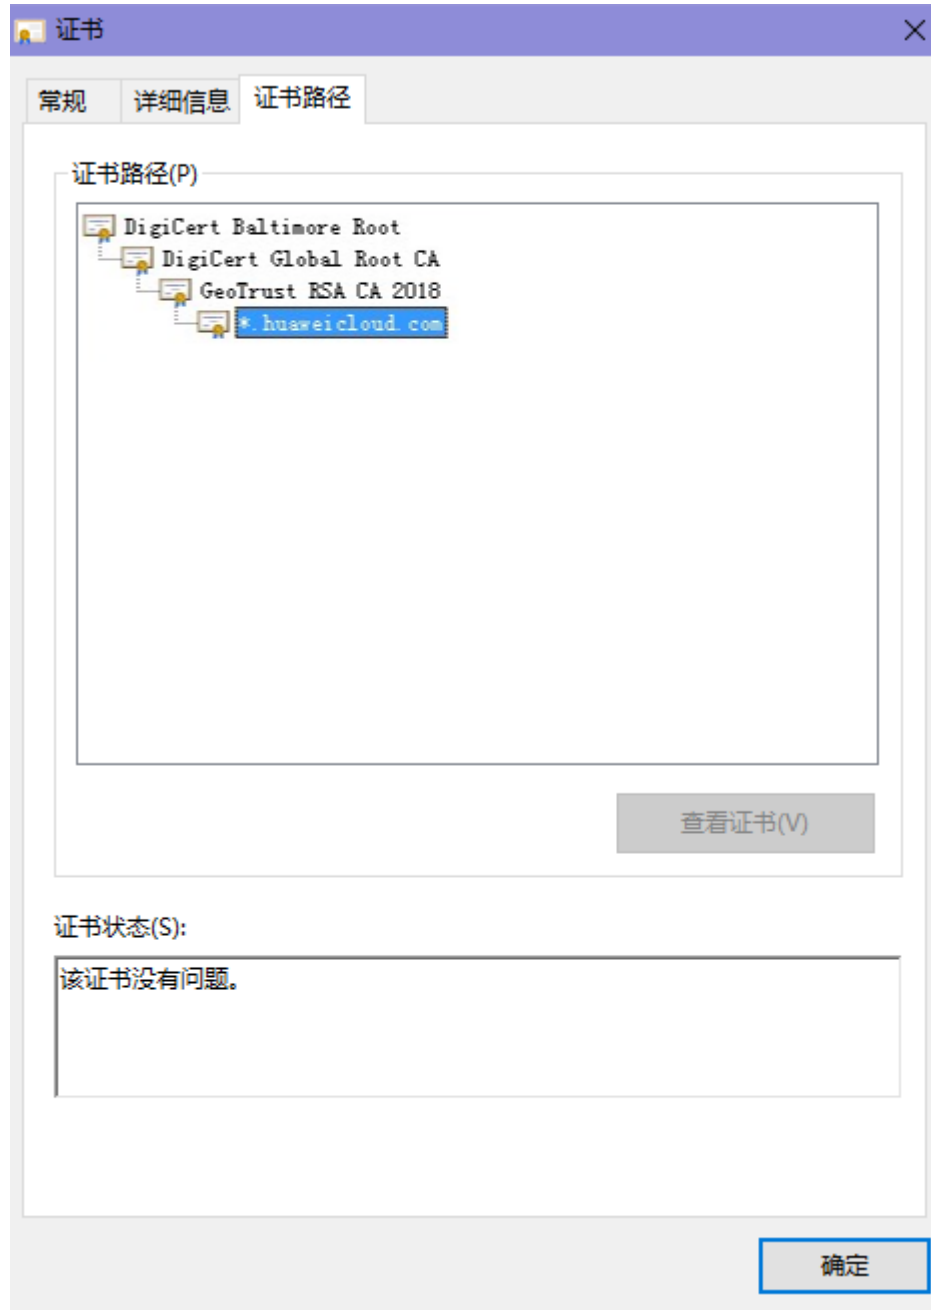 证书
常规 详细信息 证书路径
证书路径(P)
DigiCert Baltimore Root
DigiCert Global Root CA
GeoTrust RSA CA 2018
*.huaweicloud.com
查看证书(V)
证书状态(S):
该证书没有问题。
确定